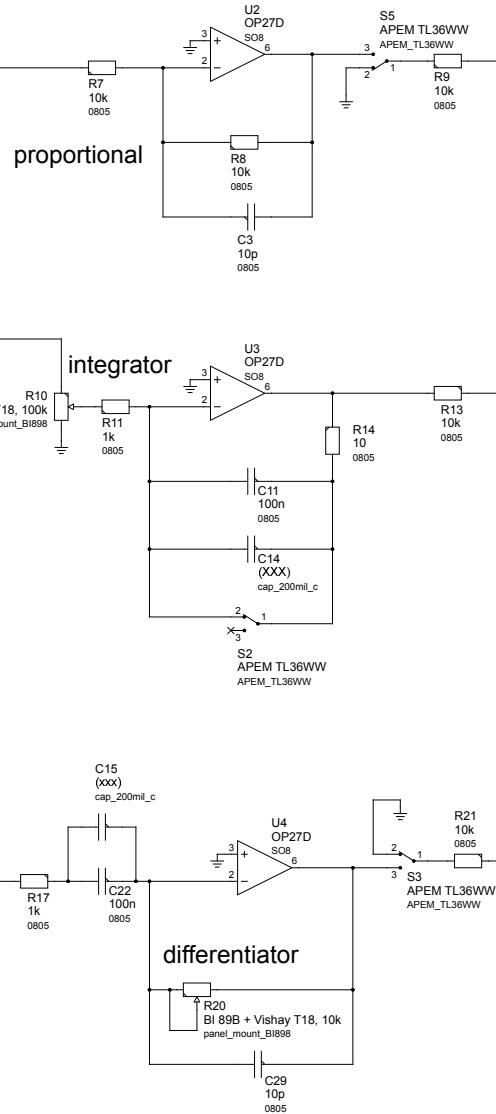 U2
OP27D
SO8
3
2
6
+
−
S5
APEM TL36WW
APEM_TL36WW
3
2
1
R7
10k
0805
R9
10k
0805
proportional
R8
10k
0805
C3
10p
0805
integrator
U3
OP27D
SO8
3
2
6
+
−
R10
T18, 100k
ount_BI898
R11
1k
0805
R14
10
0805
R13
10k
0805
C11
100n
0805
C14
(XXX)
cap_200mil_c
2
1
3
S2
APEM TL36WW
APEM_TL36WW
C15
(xxx)
cap_200mil_c
U4
OP27D
SO8
3
2
6
+
−
R21
10k
0805
2
1
3
S3
APEM TL36WW
APEM_TL36WW
R17
1k
0805
C22
100n
0805
differentiator
R20
BI 89B + Vishay T18, 10k
panel_mount_BI898
C29
10p
0805